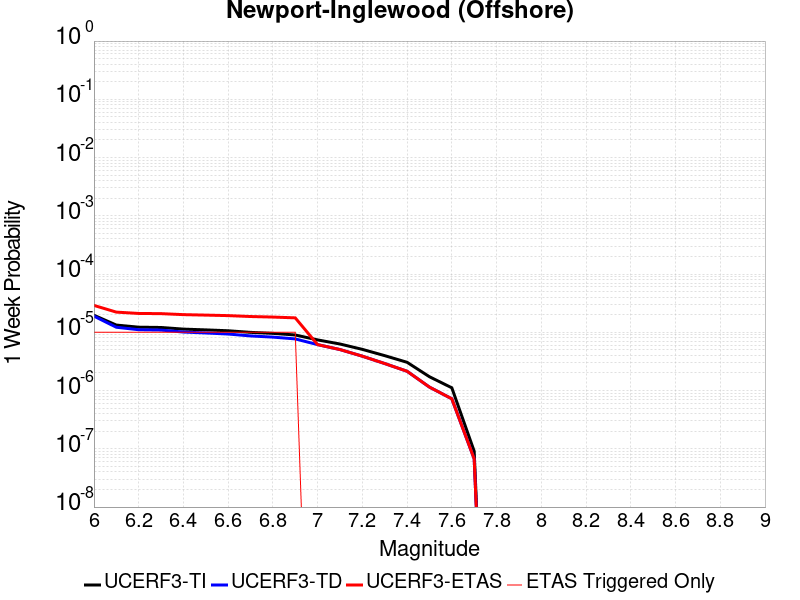 Newport-Inglewood (Offshore)
10^0
10^-1
10^-2
10^-3
10^-4
10^-5
10^-6
10^-7
10^-8
1 Week Probability
6 6.2 6.4 6.6 6.8 7 7.2 7.4 7.6 7.8 8 8.2 8.4 8.6 8.8 9
Magnitude
UCERF3-TI UCERF3-TD UCERF3-ETAS ETAS Triggered Only